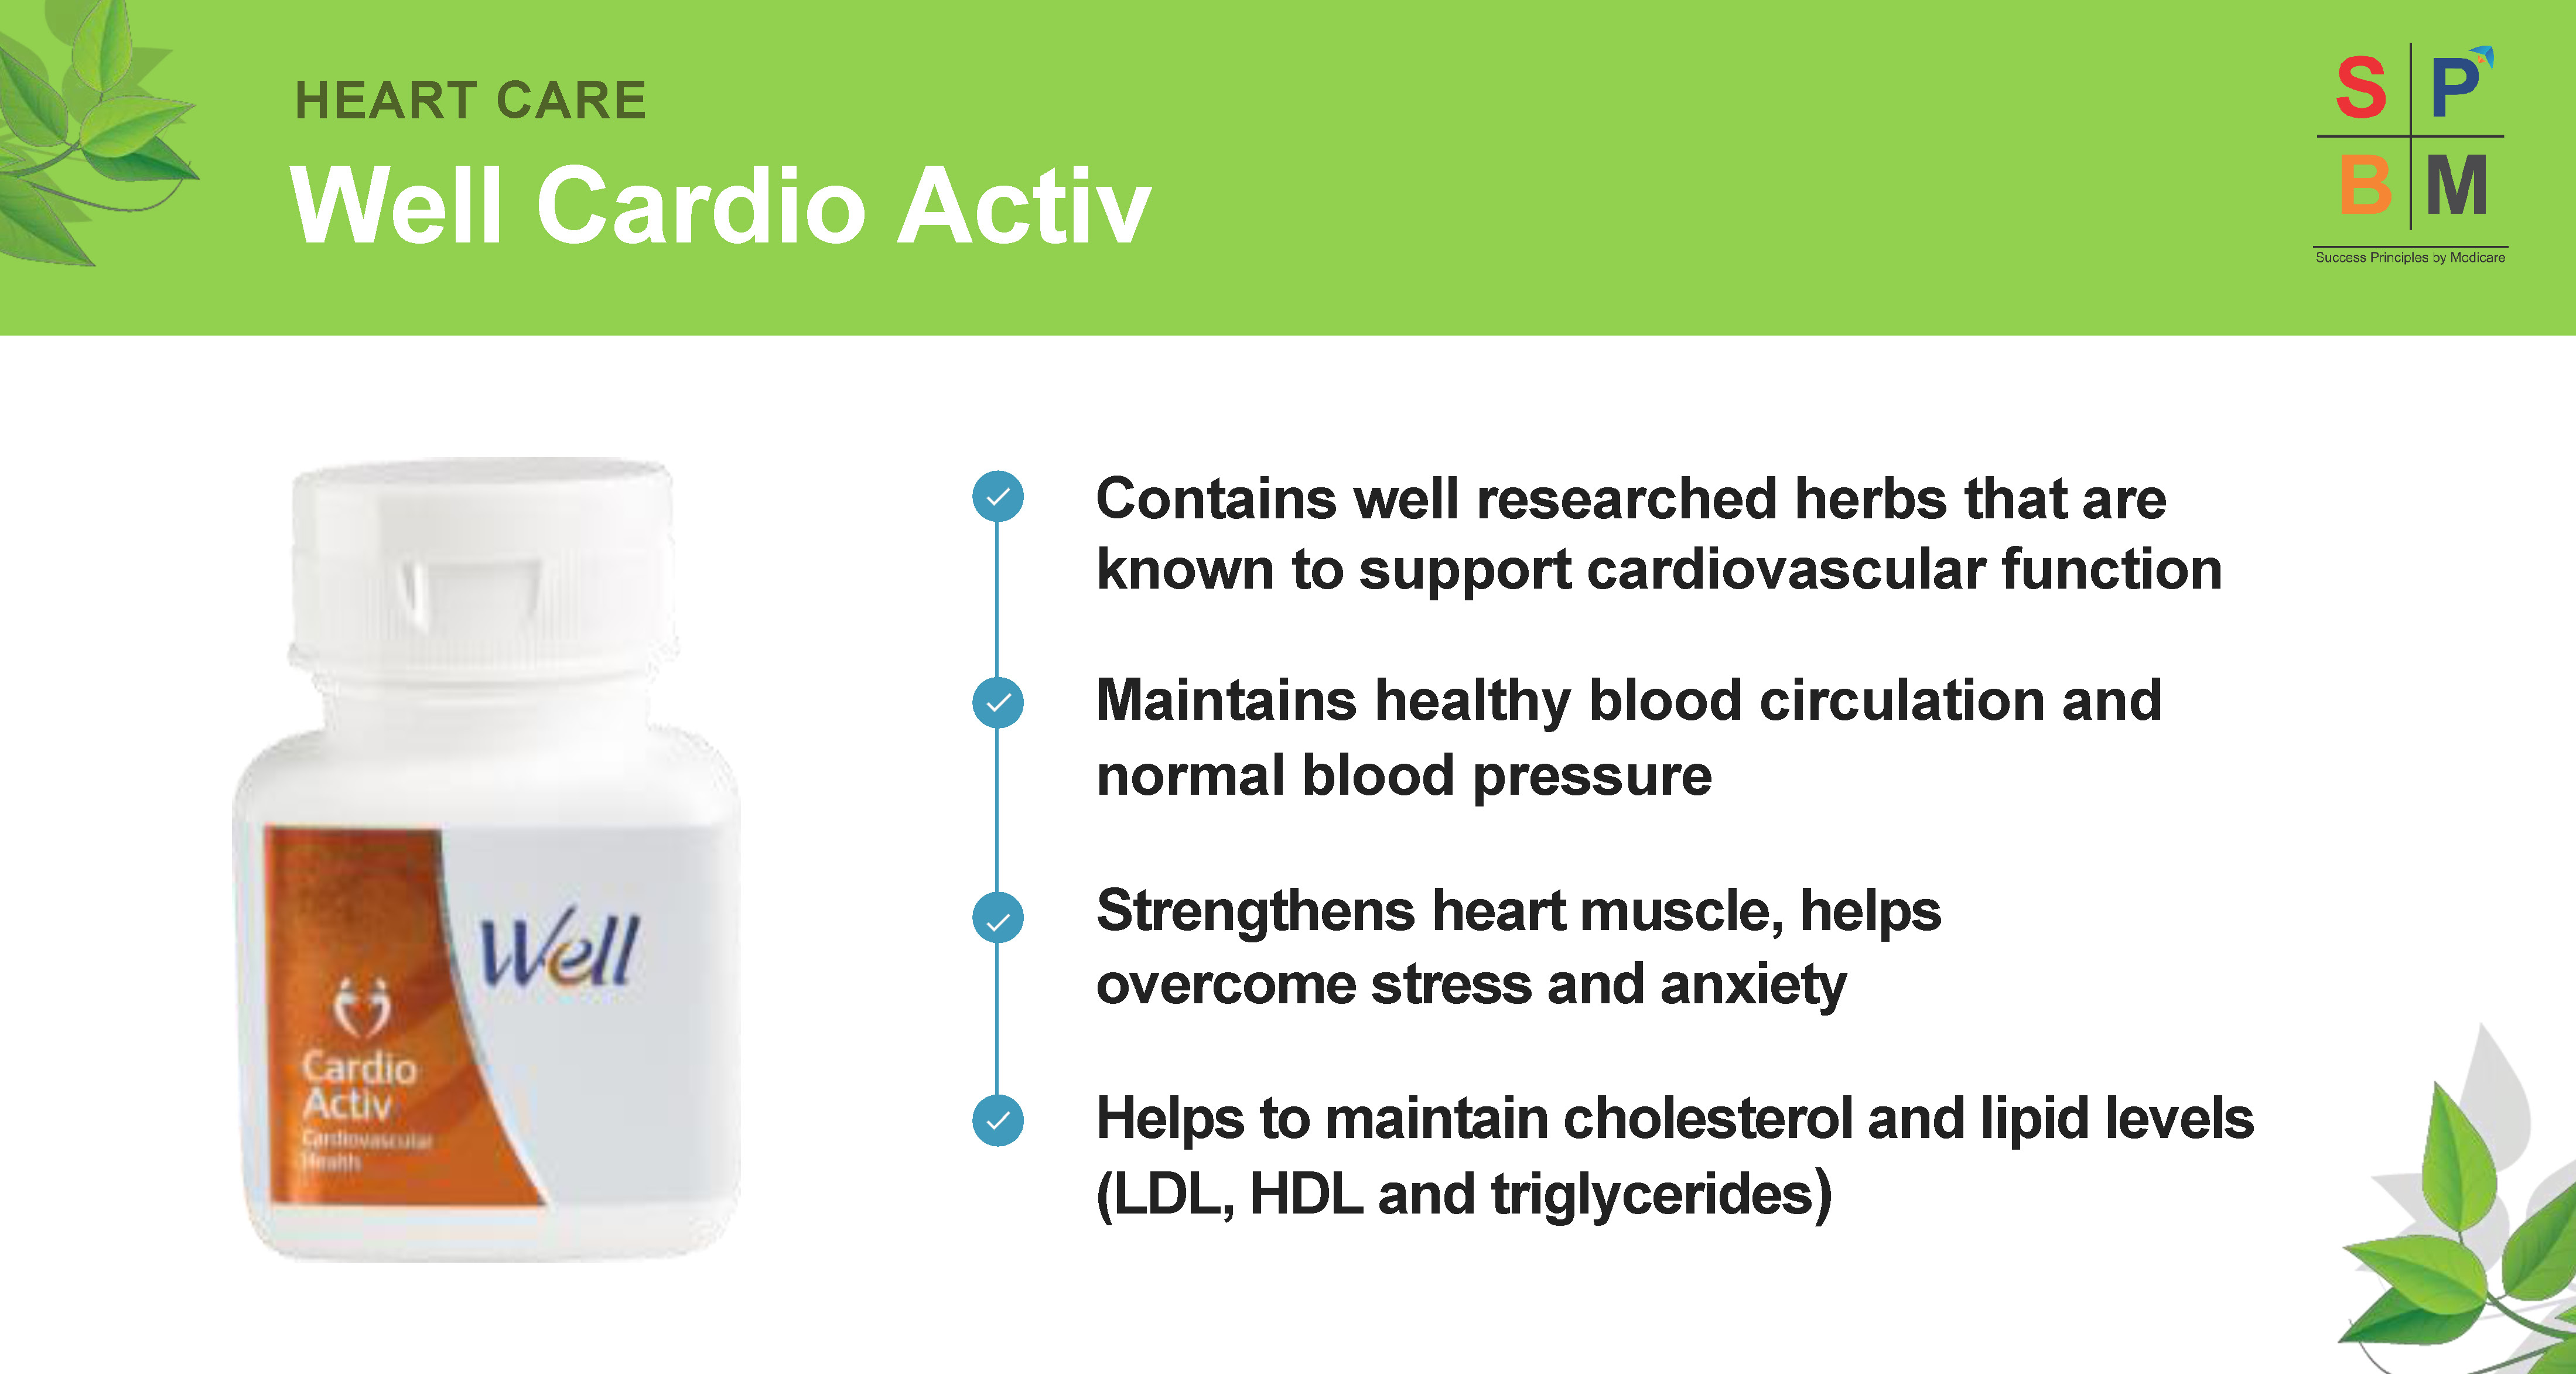 HEART CARE
Well Cardio Activ
S P
B M
Success Principles by Modicare
Contains well researched herbs that are
known to support cardiovascular function
Maintains healthy blood circulation and
normal blood pressure
Strengthens heart muscle, helps
overcome stress and anxiety
Helps to maintain cholesterol and lipid levels
(LDL, HDL and triglycerides)
Well
Cardio
Activ
Cardiovascular
Health